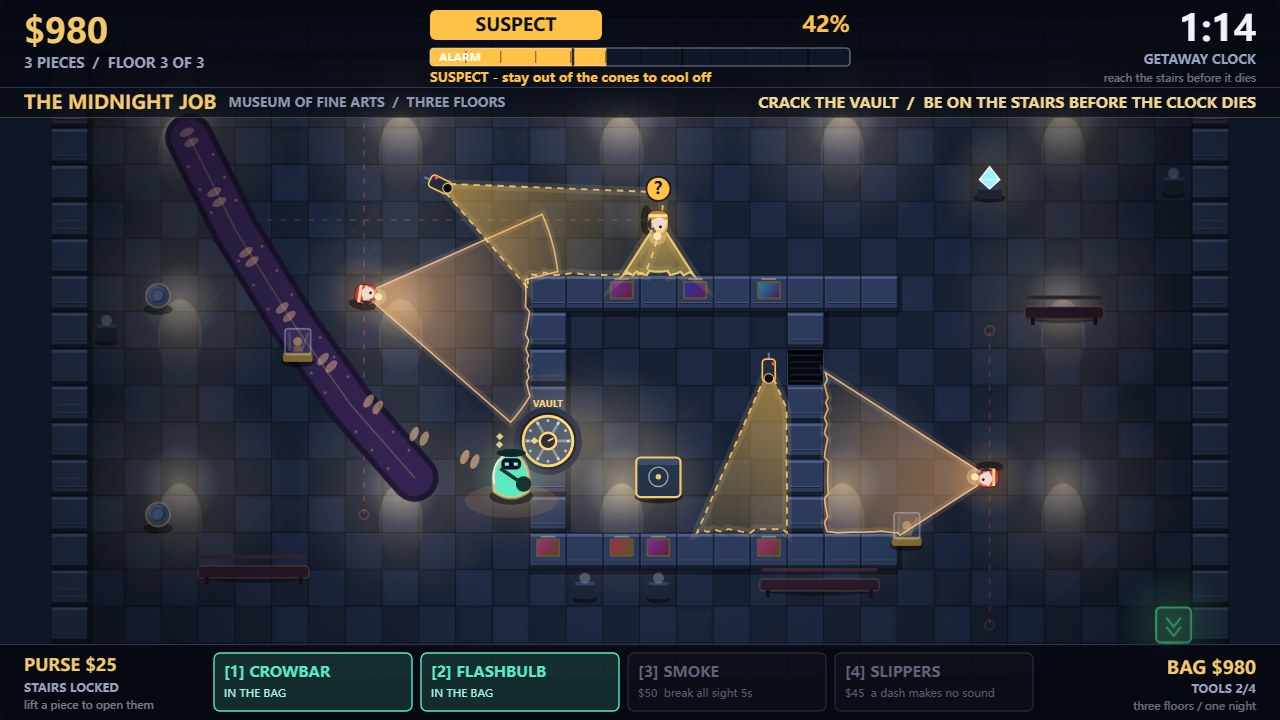 $980
3 PIECES / FLOOR 3 OF 3
SUSPECT
42%
ALARM
SUSPECT - stay out of the cones to cool off
1:14
GETAWAY CLOCK
reach the stairs before it dies
THE MIDNIGHT JOB
MUSEUM OF FINE ARTS / THREE FLOORS
CRACK THE VAULT / BE ON THE STAIRS BEFORE THE CLOCK DIES
?
VAULT
PURSE $25
STAIRS LOCKED
lift a piece to open them
[1] CROWBAR
IN THE BAG
[2] FLASHBULB
IN THE BAG
[3] SMOKE
$50 break all sight 5s
[4] SLIPPERS
$45 a dash makes no sound
BAG $980
TOOLS 2/4
three floors / one night